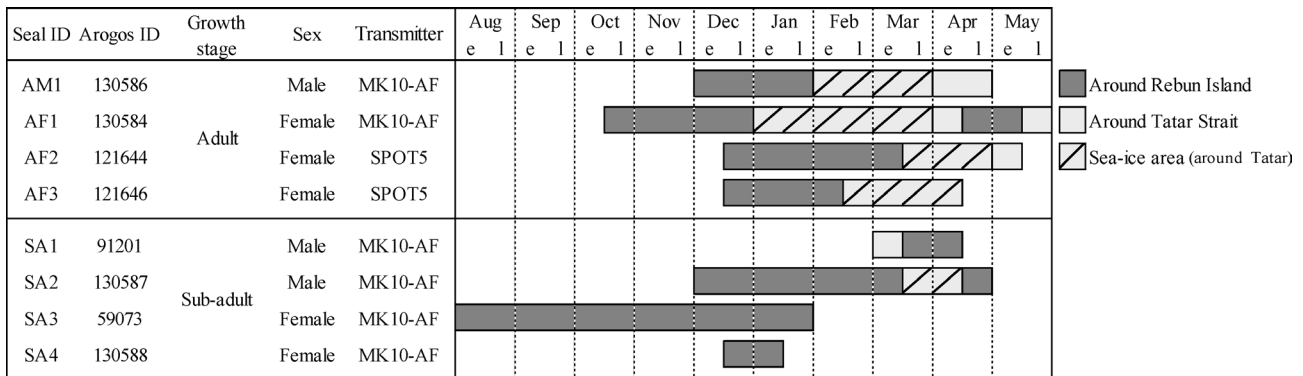 Seal ID Arogos ID Growth stage Sex Transmitter Aug Sep Oct Nov Dec Jan Feb Mar Apr May
e l e l e l e l e l e l e l e l e l e l
AM1 130586 Male MK10-AF
AF1 130584 Female MK10-AF
Adult
AF2 121644 Female SPOT5
AF3 121646 Female SPOT5
SA1 91201 Male MK10-AF
SA2 130587 Male MK10-AF
Sub-adult
SA3 59073 Female MK10-AF
SA4 130588 Female MK10-AF
Around Rebun Island
Around Tatar Strait
Sea-ice area (around Tatar)